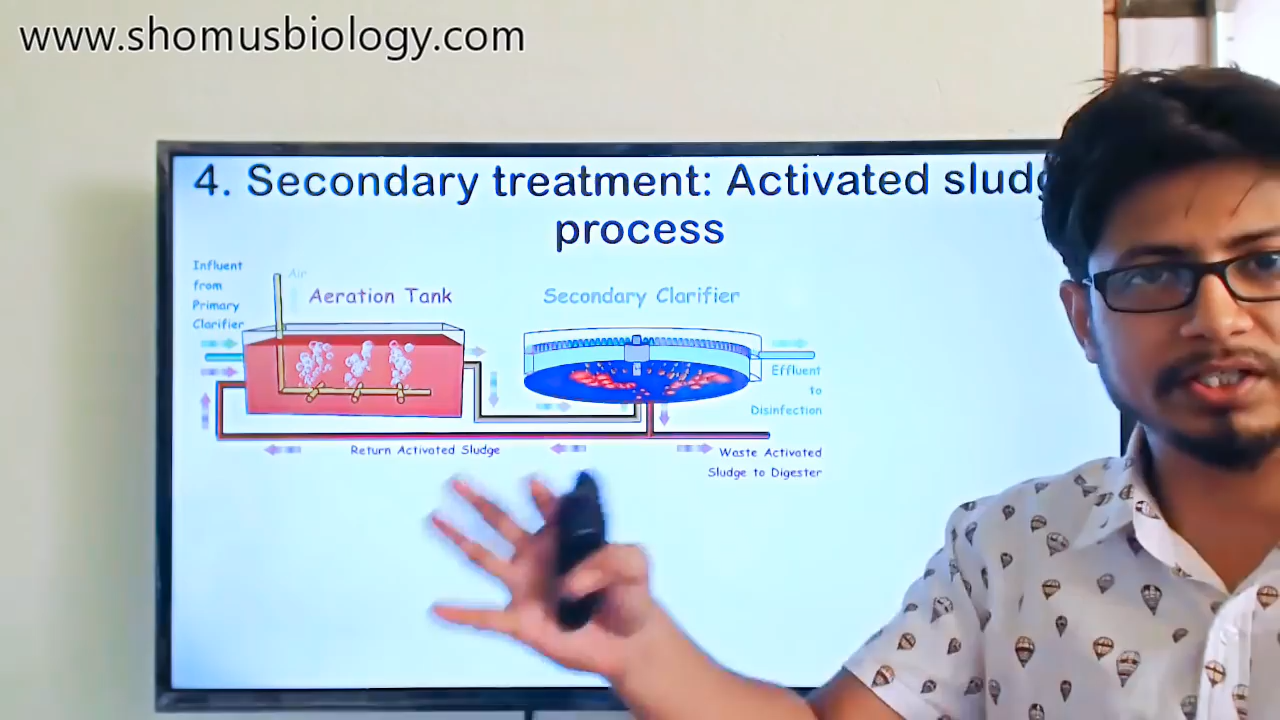 www.shomusbiology.com
4. Secondary treatment: Activated
process
Influent
from
Primary
Clarifier
Air
Aeration Tank
Secondary Clarifier
Effluent
to
Disinfection
Return Activated Sludge
Waste Activated
Sludge to Digester